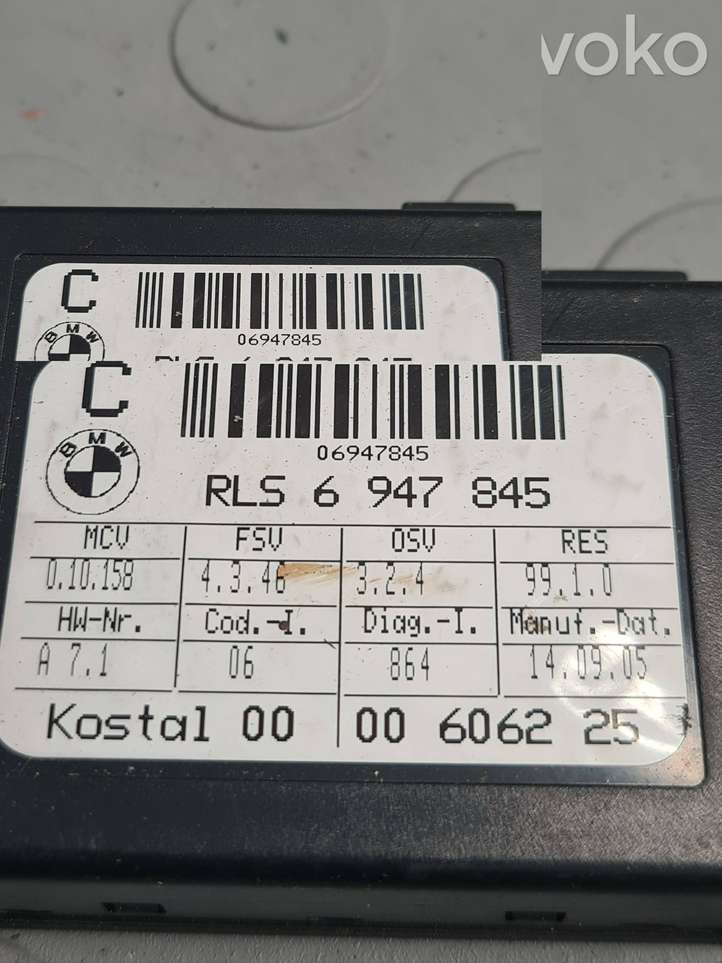 voko
C
06947845
BMW
C
06947845
BMW
RLS 6 947 845
MCV FSV OSV RES
0.10.158 4.3.46 3.2.4 99.1.0
HW-Nr. Cod.-I. Diag.-I. Manuf.-Dat.
A 7.1 06 864 14.09.05
Kostal 00 00 6062 25